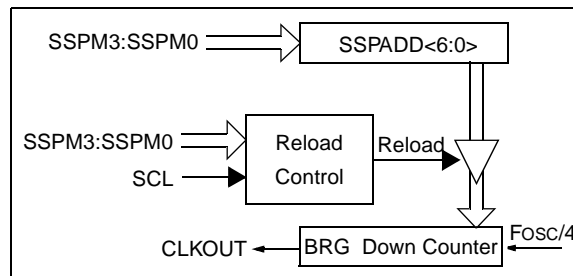 SSPM3:SSPM0
SSPADD<6:0>
SSPM3:SSPM0
SCL
Reload
Control
Reload
CLKOUT
BRG Down Counter
FOSC/4